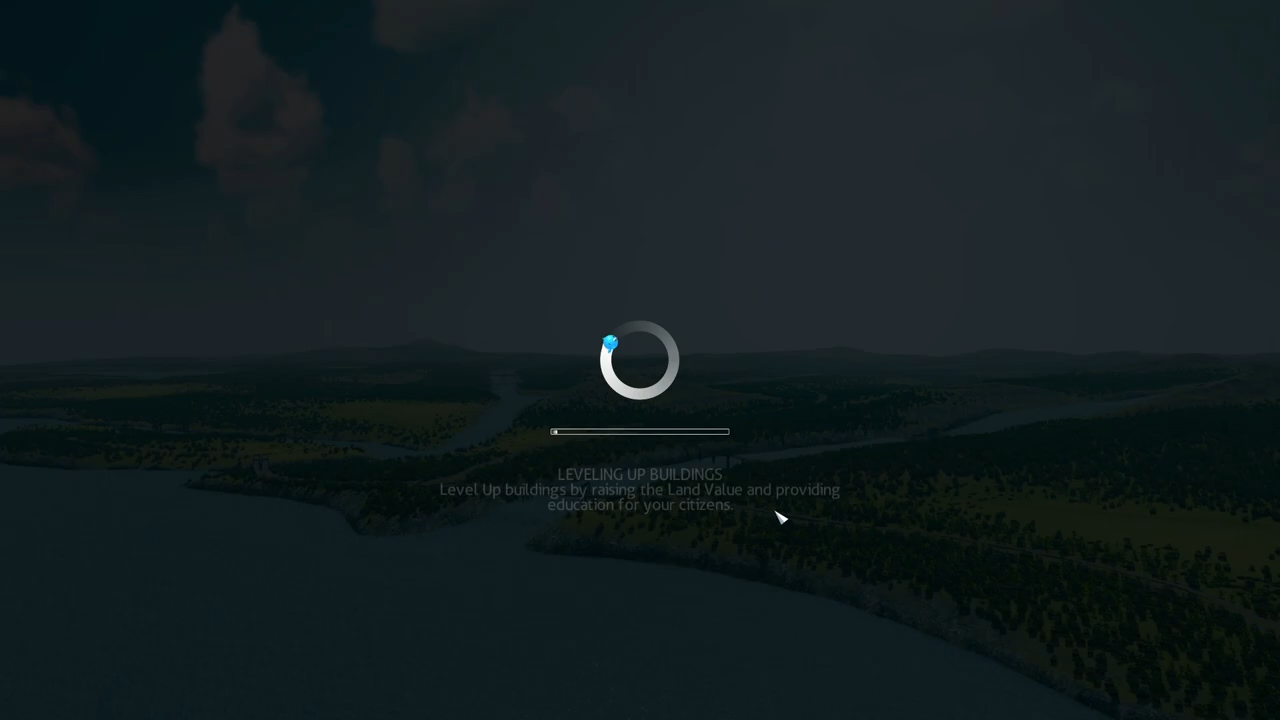 LEVELING UP BUILDINGS
Level Up buildings by raising the Land Value and providing
education for your citizens.